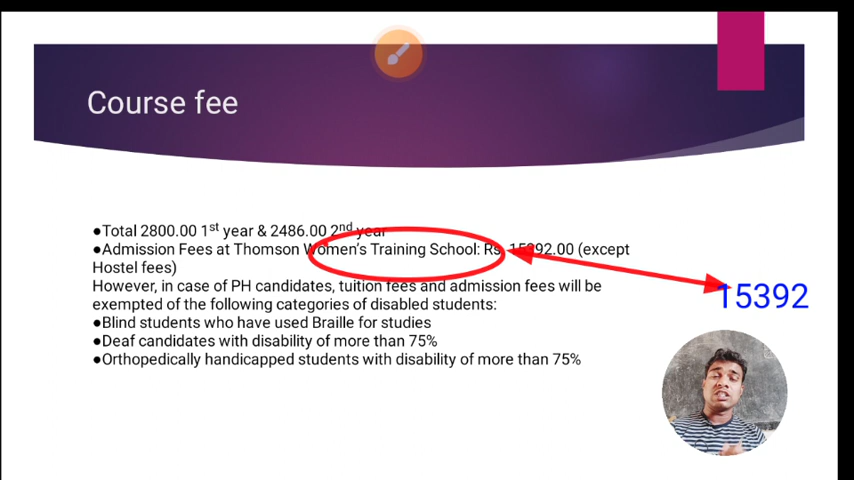 Course fee
●Total 2800.00 1st year & 2486.00 2nd year
●Admission Fees at Thomson Women's Training School: Rs. 15392.00 (except
Hostel fees)
However, in case of PH candidates, tuition fees and admission fees will be
exempted of the following categories of disabled students:
●Blind students who have used Braille for studies
●Deaf candidates with disability of more than 75%
●Orthopedically handicapped students with disability of more than 75%
15392